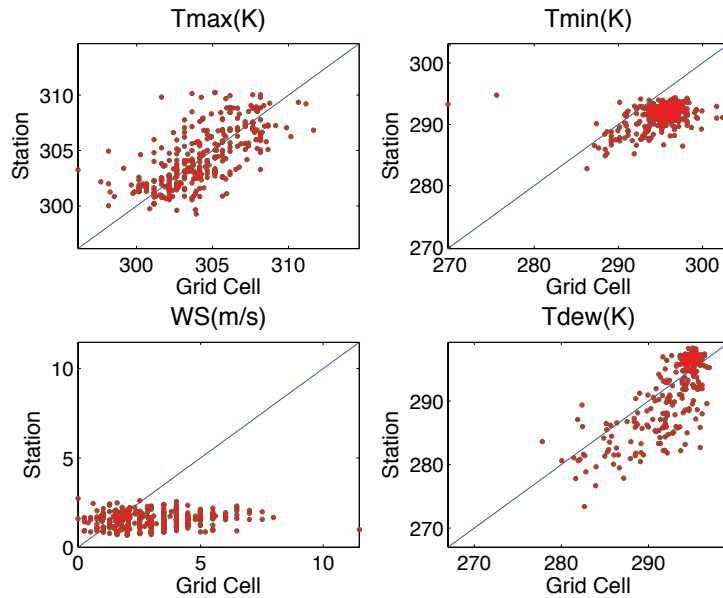 Tmax(K)
Station
310
305
300
300
305
310
Grid Cell
Tmin(K)
Station
300
290
280
270
270
280
290
300
Grid Cell
WS(m/s)
Station
10
5
0
0
5
10
Grid Cell
Tdew(K)
Station
290
280
270
270
280
290
Grid Cell